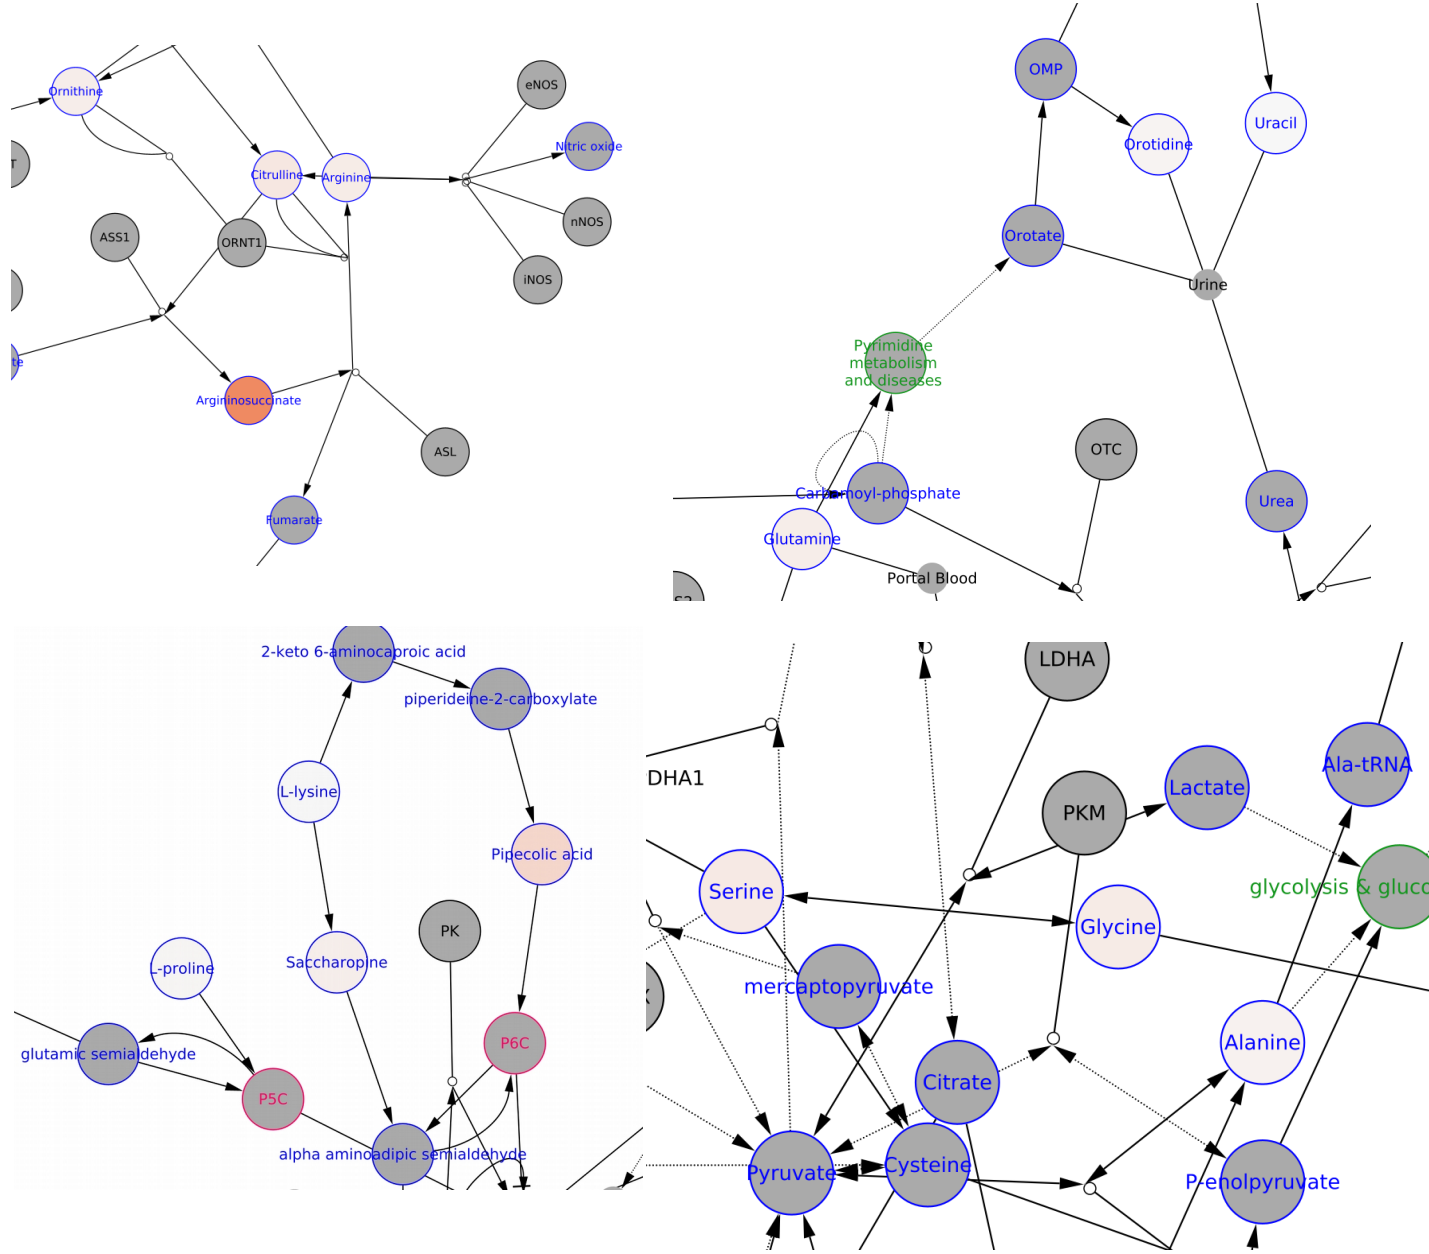 Ornithine
eNOS
Nitric oxide
Citrulline
Arginine
T
nNOS
ASS1
ORNT1
iNOS
te
Argininosuccinate
ASL
Fumarate
OMP
Uracil
Orotidine
Orotate
Urine
Pyrimidine
metabolism
and diseases
OTC
Carbamoyl-phosphate
Urea
Glutamine
Portal Blood
2-keto 6-aminocaproic acid
piperideine-2-carboxylate
L-lysine
Pipecolic acid
PK
L-proline
Saccharopine
P6C
glutamic semialdehyde
P5C
alpha aminoadipic semialdehyde
LDHA
DHA1
Ala-tRNA
Lactate
PKM
glycolysis & gluco
Serine
Glycine
mercaptopyruvate
X
Alanine
Citrate
Pyruvate
Cysteine
P-enolpyruvate